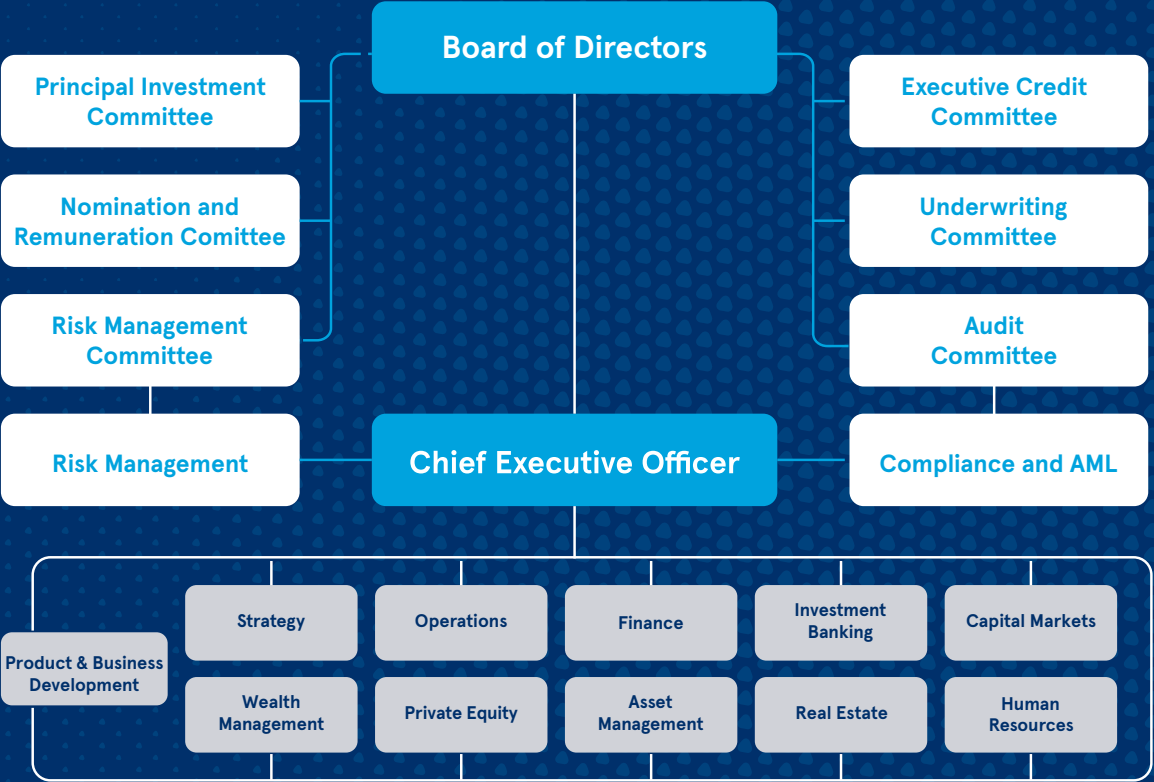 Board of Directors
Principal Investment
Committee
Executive Credit
Committee
Nomination and
Remuneration Comittee
Underwriting
Committee
Risk Management
Committee
Audit
Committee
Risk Management
Chief Executive Officer
Compliance and AML
Product & Business
Development
Strategy
Operations
Finance
Investment
Banking
Capital Markets
Wealth
Management
Private Equity
Asset
Management
Real Estate
Human
Resources